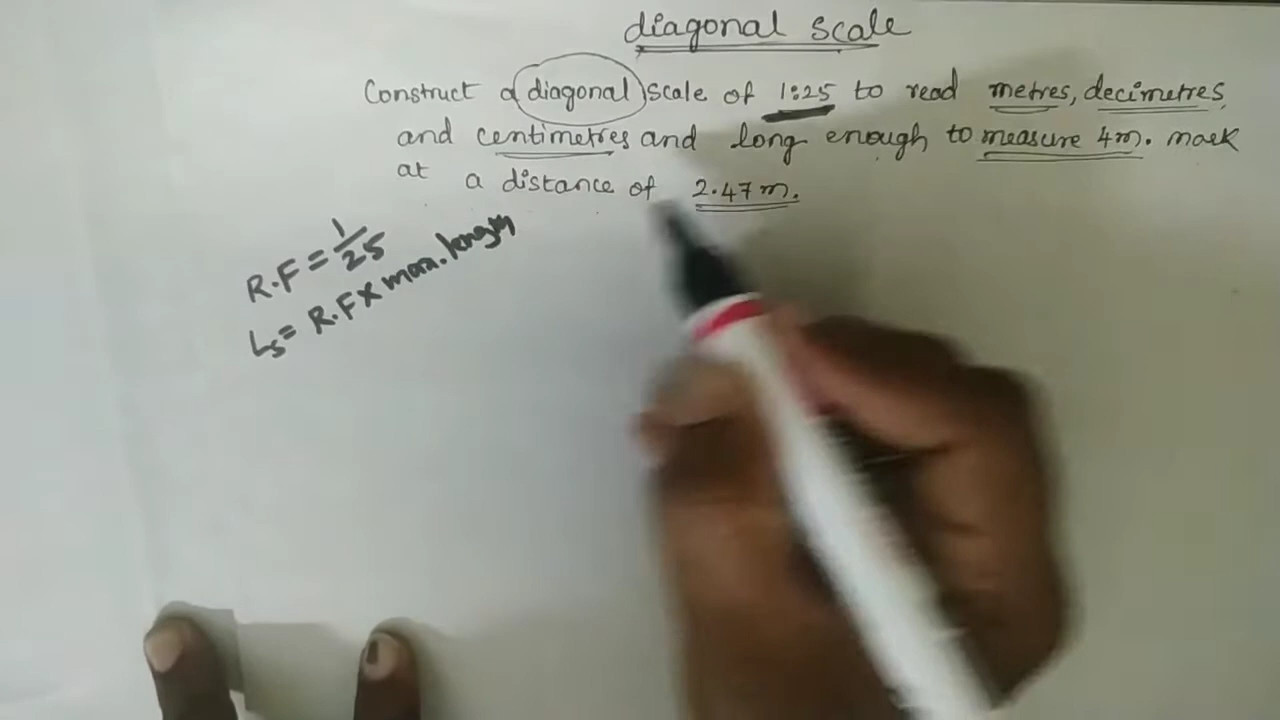 diagonal scale
Construct a diagonal scale of 1:25 to read metres, decimetres,
and centimetres and long enough to measure 4m. mark
at a distance of 2.47m.
R.F = 1/25
Ls = R.F X max. length